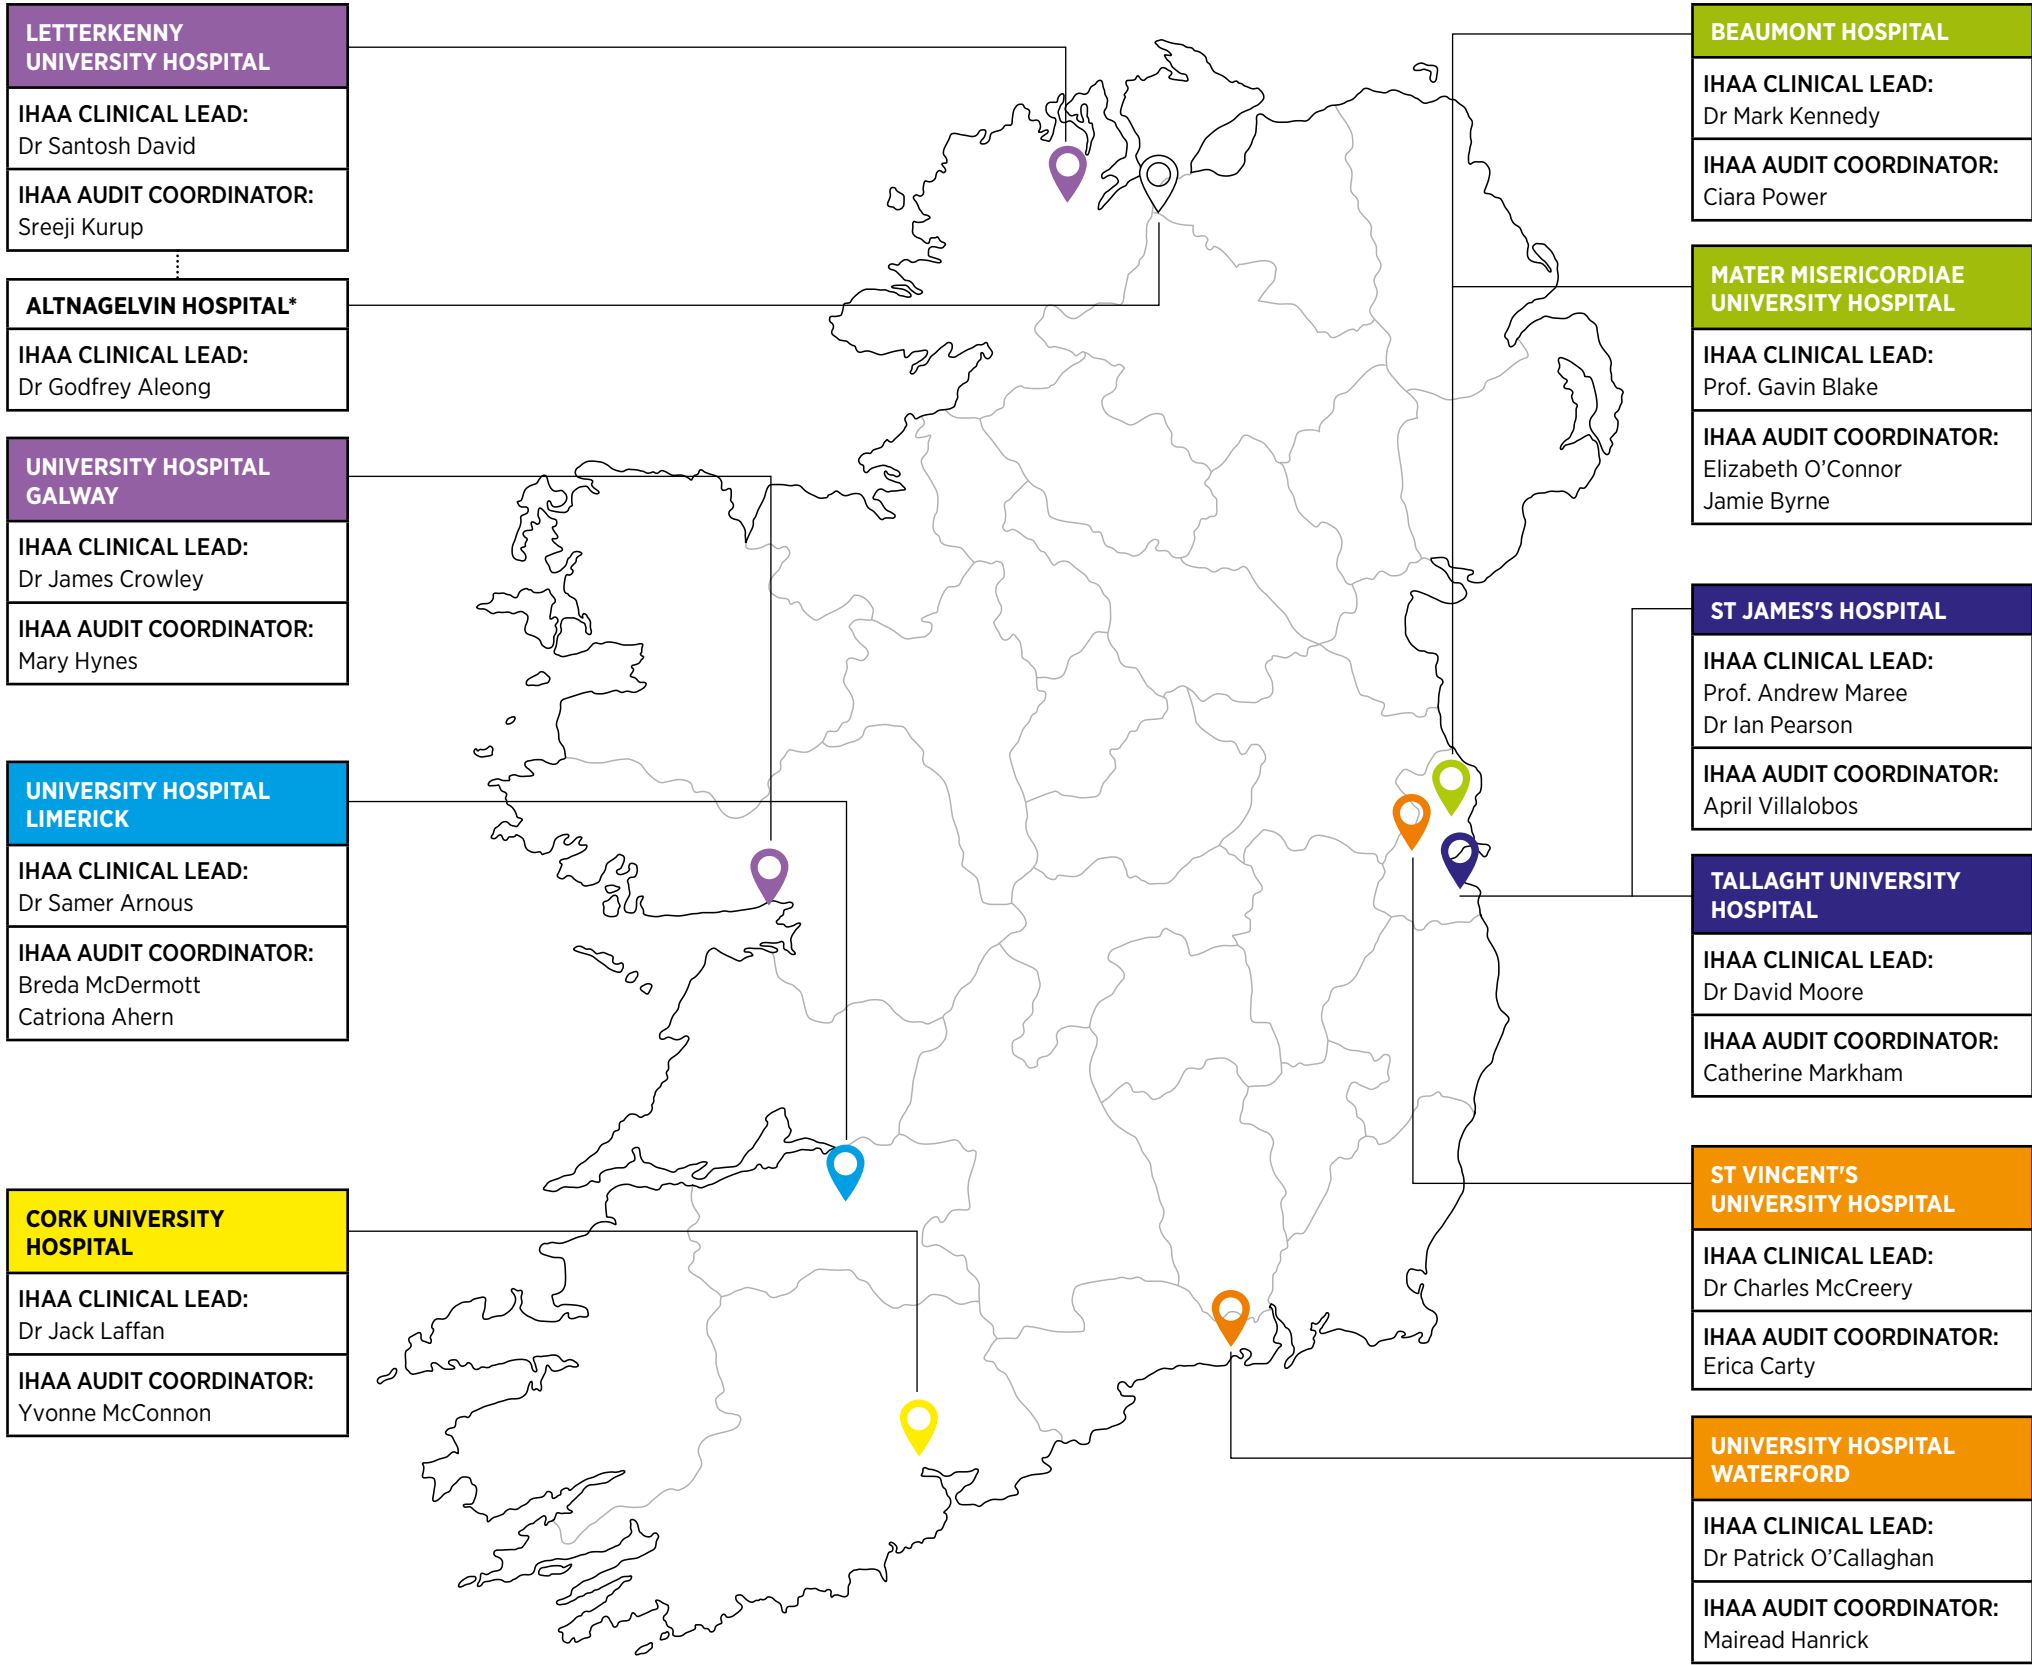 LETTERKENNY
UNIVERSITY HOSPITAL
IHAA CLINICAL LEAD:
Dr Santosh David
IHAA AUDIT COORDINATOR:
Sreeji Kurup
ALTNAGELVIN HOSPITAL*
IHAA CLINICAL LEAD:
Dr Godfrey Aleong
UNIVERSITY HOSPITAL
GALWAY
IHAA CLINICAL LEAD:
Dr James Crowley
IHAA AUDIT COORDINATOR:
Mary Hynes
UNIVERSITY HOSPITAL
LIMERICK
IHAA CLINICAL LEAD:
Dr Samer Arnous
IHAA AUDIT COORDINATOR:
Breda McDermott
Catriona Ahern
CORK UNIVERSITY
HOSPITAL
IHAA CLINICAL LEAD:
Dr Jack Laffan
IHAA AUDIT COORDINATOR:
Yvonne McConnon
BEAUMONT HOSPITAL
IHAA CLINICAL LEAD:
Dr Mark Kennedy
IHAA AUDIT COORDINATOR:
Ciara Power
MATER MISERICORDIAE
UNIVERSITY HOSPITAL
IHAA CLINICAL LEAD:
Prof. Gavin Blake
IHAA AUDIT COORDINATOR:
Elizabeth O’Connor
Jamie Byrne
ST JAMES'S HOSPITAL
IHAA CLINICAL LEAD:
Prof. Andrew Maree
Dr Ian Pearson
IHAA AUDIT COORDINATOR:
April Villalobos
TALLAGHT UNIVERSITY
HOSPITAL
IHAA CLINICAL LEAD:
Dr David Moore
IHAA AUDIT COORDINATOR:
Catherine Markham
ST VINCENT'S
UNIVERSITY HOSPITAL
IHAA CLINICAL LEAD:
Dr Charles McCreery
IHAA AUDIT COORDINATOR:
Erica Carty
UNIVERSITY HOSPITAL
WATERFORD
IHAA CLINICAL LEAD:
Dr Patrick O’Callaghan
IHAA AUDIT COORDINATOR:
Mairead Hanrick